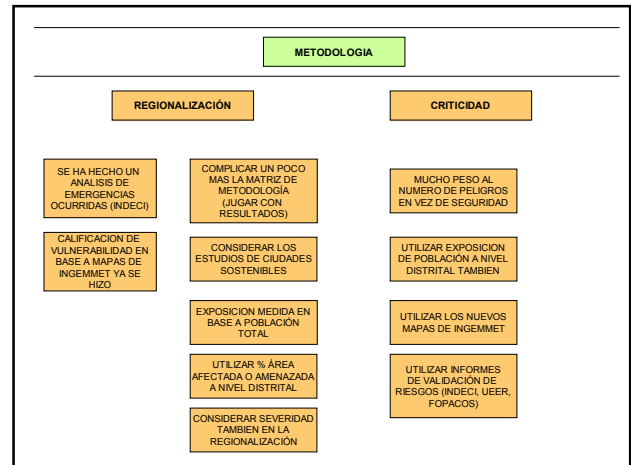 METODOLOGIA
REGIONALIZACIÓN
CRITICIDAD
SE HA HECHO UN
ANALISIS DE
EMERGENCIAS
OCURRIDAS (INDECI)
CALIFICACION DE
VULNERABILIDAD EN
BASE A MAPAS DE
INGEMMET YA SE
HIZO
COMPLICAR UN POCO
MAS LA MATRIZ DE
METODOLOGÍA
(JUGAR CON
RESULTADOS)
CONSIDERAR LOS
ESTUDIOS DE CIUDADES
SOSTENIBLES
EXPOSICION MEDIDA EN
BASE A POBLACIÓN
TOTAL
UTILIZAR % ÁREA
AFECTADA O AMENAZADA
A NIVEL DISTRITAL
CONSIDERAR SEVERIDAD
TAMBIEN EN LA
REGIONALIZACIÓN
MUCHO PESO AL
NUMERO DE PELIGROS
EN VEZ DE SEGURIDAD
UTILIZAR EXPOSICION
DE POBLACIÓN A NIVEL
DISTRITAL TAMBIEN
UTILIZAR LOS NUEVOS
MAPAS DE INGEMMET
UTILIZAR INFORMES
DE VALIDACIÓN DE
RIESGOS (INDECI, UEER,
FOPACOS)